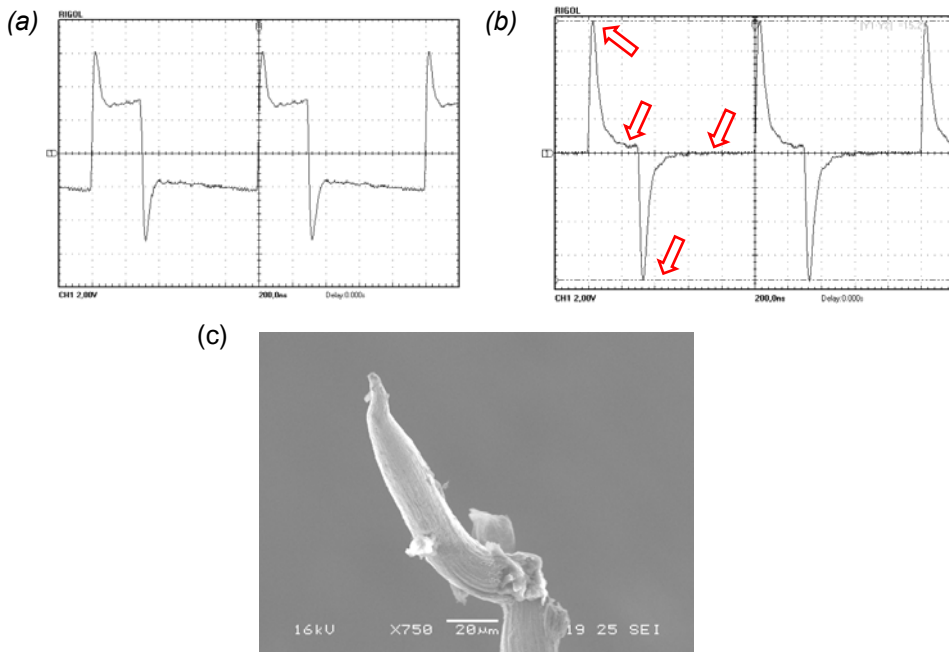 (a)
RIGOL
CH1 2,00V 200,0ns Delay:0.000s
(b)
RIGOL
CH1 2,00V 200,0ns Delay:0.000s
(c)
16kV X750 20µm 19 25 SEI